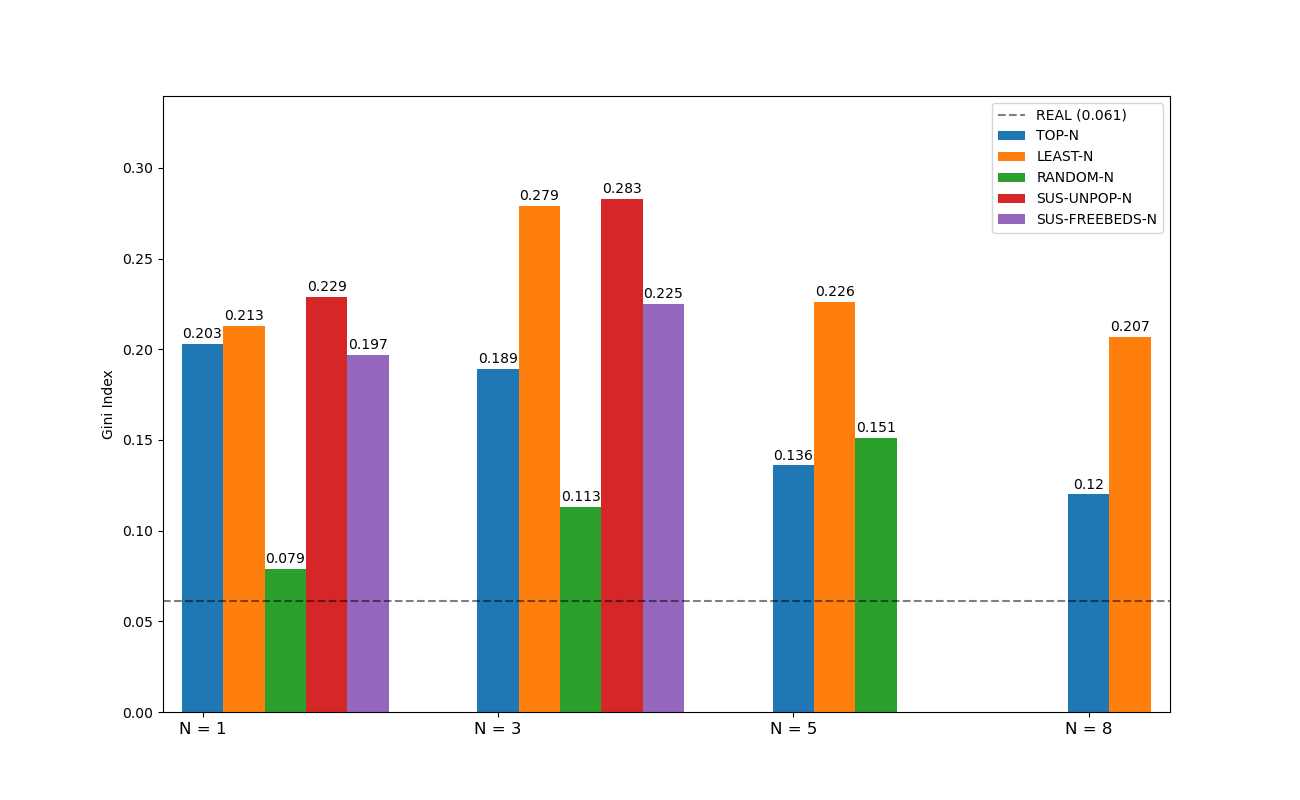 REAL (0.061)
TOP-N
LEAST-N
RANDOM-N
SUS-UNPOP-N
SUS-FREEBEDS-N
Gini Index
0.30
0.25
0.20
0.15
0.10
0.05
0.00
0.203
0.213
0.079
0.229
0.197
0.189
0.279
0.113
0.283
0.225
0.136
0.226
0.151
0.12
0.207
N = 1
N = 3
N = 5
N = 8